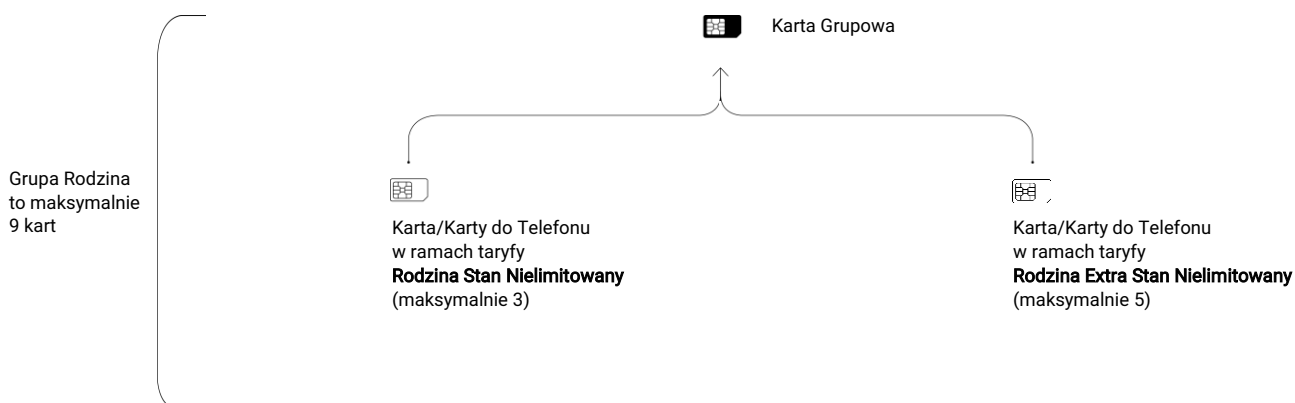 Karta Grupowa
Grupa Rodzina
to maksymalnie
9 kart
Karta/Karty do Telefonu
w ramach taryfy
Rodzina Stan Nielimitowany
(maksymalnie 3)
Karta/Karty do Telefonu
w ramach taryfy
Rodzina Extra Stan Nielimitowany
(maksymalnie 5)